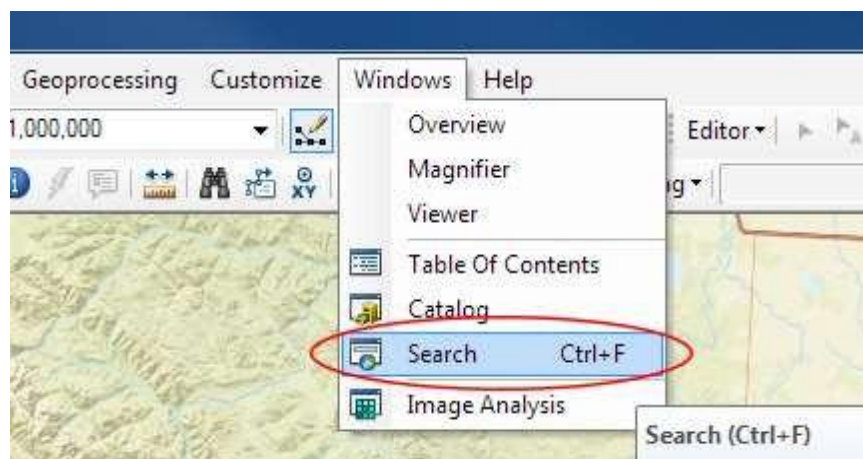 Geoprocessing Customize Windows Help
1,000,000
Editor
XY
Overview
Magnifier
Viewer
Table Of Contents
Catalog
Search Ctrl+F
Image Analysis
Search (Ctrl+F)